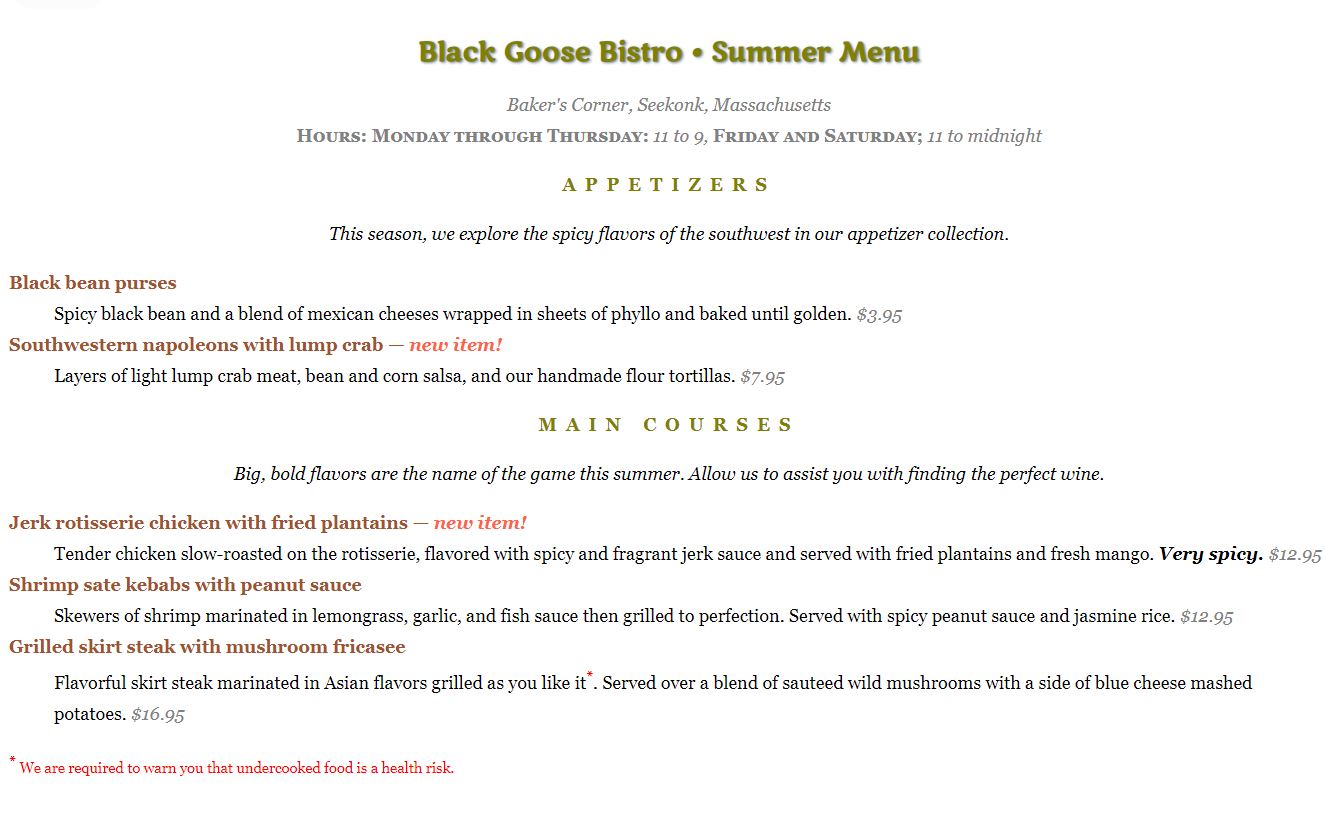 Black Goose Bistro • Summer Menu
Baker's Corner, Seekonk, Massachusetts
Hours: Monday through Thursday: 11 to 9, Friday and Saturday; 11 to midnight
APPETIZERS
This season, we explore the spicy flavors of the southwest in our appetizer collection.
Black bean purses
Spicy black bean and a blend of mexican cheeses wrapped in sheets of phyllo and baked until golden. $3.95
Southwestern napoleons with lump crab — new item!
Layers of light lump crab meat, bean and corn salsa, and our handmade flour tortillas. $7.95
MAIN COURSES
Big, bold flavors are the name of the game this summer. Allow us to assist you with finding the perfect wine.
Jerk rotisserie chicken with fried plantains — new item!
Tender chicken slow-roasted on the rotisserie, flavored with spicy and fragrant jerk sauce and served with fried plantains and fresh mango. Very spicy. $12.95
Shrimp sate kebabs with peanut sauce
Skewers of shrimp marinated in lemongrass, garlic, and fish sauce then grilled to perfection. Served with spicy peanut sauce and jasmine rice. $12.95
Grilled skirt steak with mushroom fricasee
Flavorful skirt steak marinated in Asian flavors grilled as you like it*. Served over a blend of sauteed wild mushrooms with a side of blue cheese mashed
potatoes. $16.95
* We are required to warn you that undercooked food is a health risk.